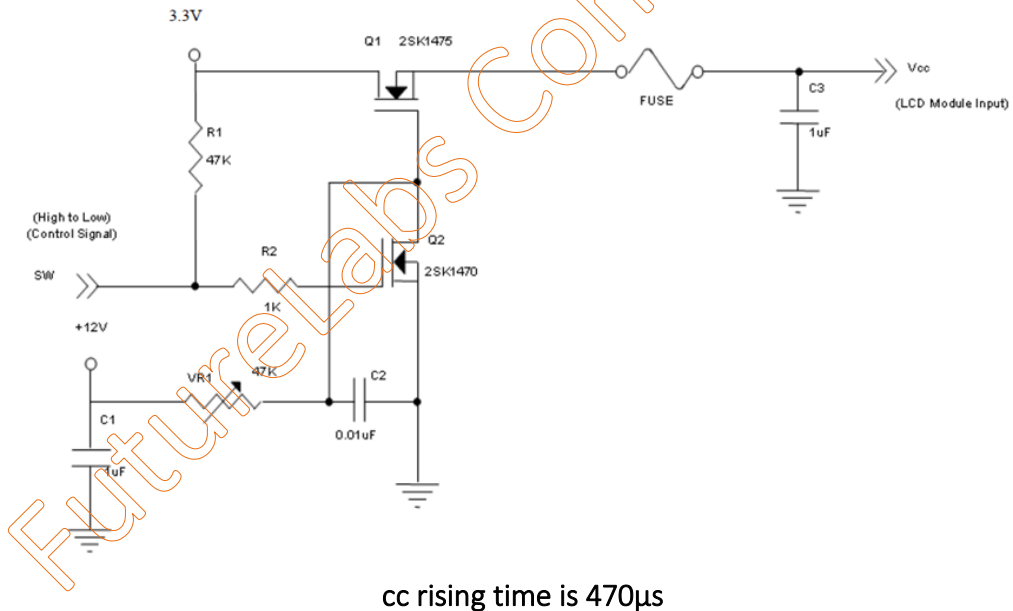 3.3V
Q1 2SK1475
Vcc
FUSE
C3
(LCD Module Input)
1uF
R1
47K
(High to Low)
(Control Signal)
Q2
R2
2SK1470
SW
1K
+12V
VR1
47K
C2
C1
0.01uF
1uF
FutureLabs Con
cc rising time is 470µs